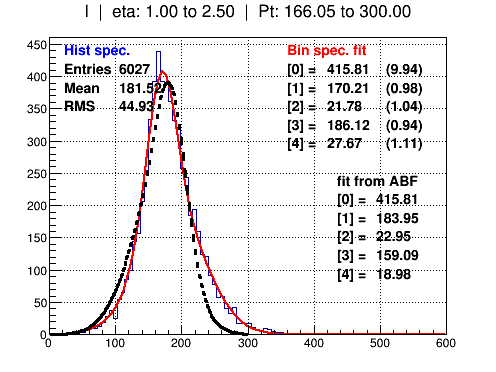 I | eta: 1.00 to 2.50 | Pt: 166.05 to 300.00
Hist spec.
Entries 6027
Mean 181.527
RMS 44.93
Bin spec. fit
[0] = 415.81 (9.94)
[1] = 170.21 (0.98)
[2] = 21.78 (1.04)
[3] = 186.12 (0.94)
[4] = 27.67 (1.11)
fit from ABF
[0] = 415.81
[1] = 183.95
[2] = 22.95
[3] = 159.09
[4] = 18.98
450
400
350
300
250
200
150
100
50
0
0 100 200 300 400 500 600